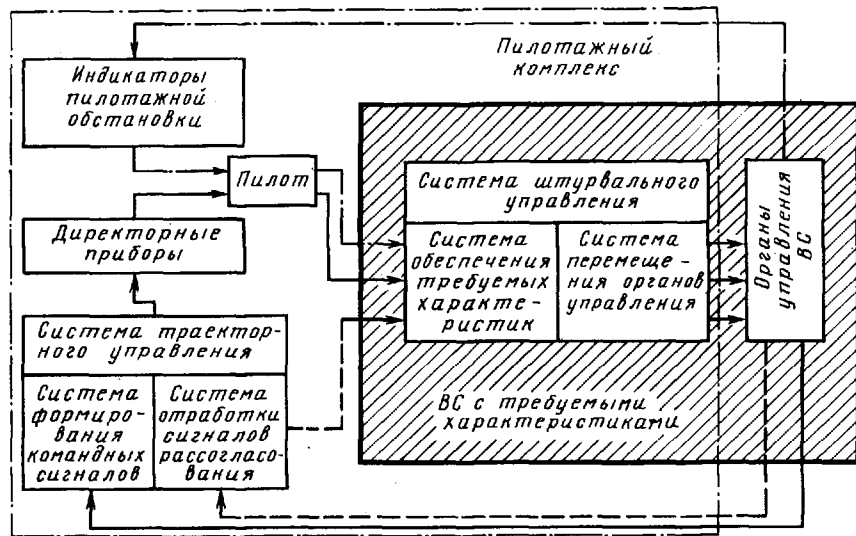 Пилотажный
комплекс
Индикаторы
пилотажной
обстановки
Пилот
Директорные
приборы
Система траектор-
ного управления
Система
формиро-
вания
командных
сигналов
Система
отработки
сигналов
рассогласо-
вания
Система штурвального
управления
Система
обеспечения
требуемых
характе-
ристик
Система
перемеще-
ния органов
управления
Органы
управления
ВС
ВС с требуемыми
характеристиками